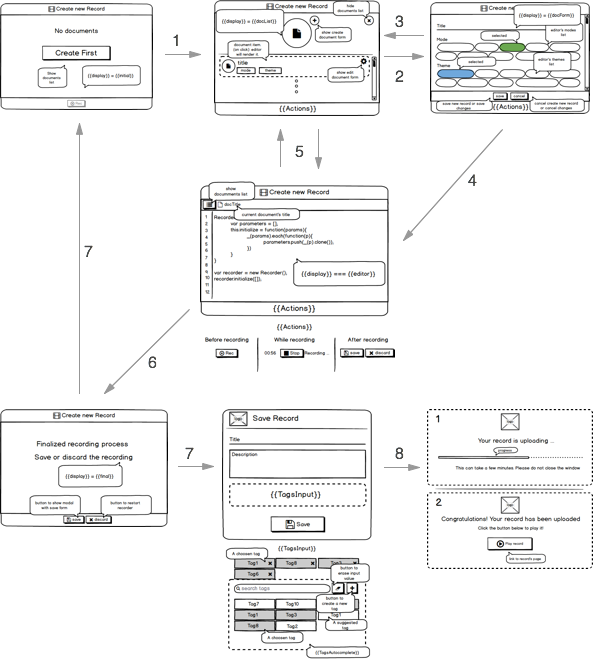 Create new Record
No documents
Create First
Show documents list
{{display}} = {{initial}}
Rec
1
Create new Record
hide documents list
{{display}} = {{docList}}
show create document form
document item (on click) editor will render it
title
mode
theme
show edit document form
{{Actions}}
3
2
Create new Record
{{display}} = {{docForm}}
Title
selected
editor's modes list
Mode
Theme
selected
editor's themes list
save
cancel
save new record or save changes
{{Actions}}
cancel create new record or cancel changes
5
4
7
show documments list
Create new Record
docTitle
current document's title
1
2
3
4
5
6
7
8
9
10
11
12
var parameters = [],
this.initialize = function(params){
_(params).each(function(p){
parameters.push(_(p).clone()),
})
}
}
var recorder = new Recorder(),
recorder.initialize([]),
{{display}} === {{editor}}
{{Actions}}
{{Actions}}
Before recording
While recording
After recording
Rec
00:56
Stop
Recording ...
save
discard
6
Create new Record
Finalized recording process
Save or discard the recording
{{display}} = {{final}}
button to show modal with save form
button to restart recorder
save
discard
7
Save Record
Title
Description
{{TagsInput}}
Save
8
1
logo
Your record is uploading ...
progress
This can take a few minutes. Please do not close the window
2
logo
Congratulations! Your record has been uploaded
Click the button below to play it!
Play record
link to record's page
{{TagsInput}}
A choosen tag
Tag1
Tag8
Tag6
button to erase input value
search tags
button to create a new tag
Tag7
Tag10
Tag1
Tag3
Tag1
A suggested tag
Tag8
Tag3
A choosen tag
{{TagsAutocomplete}}